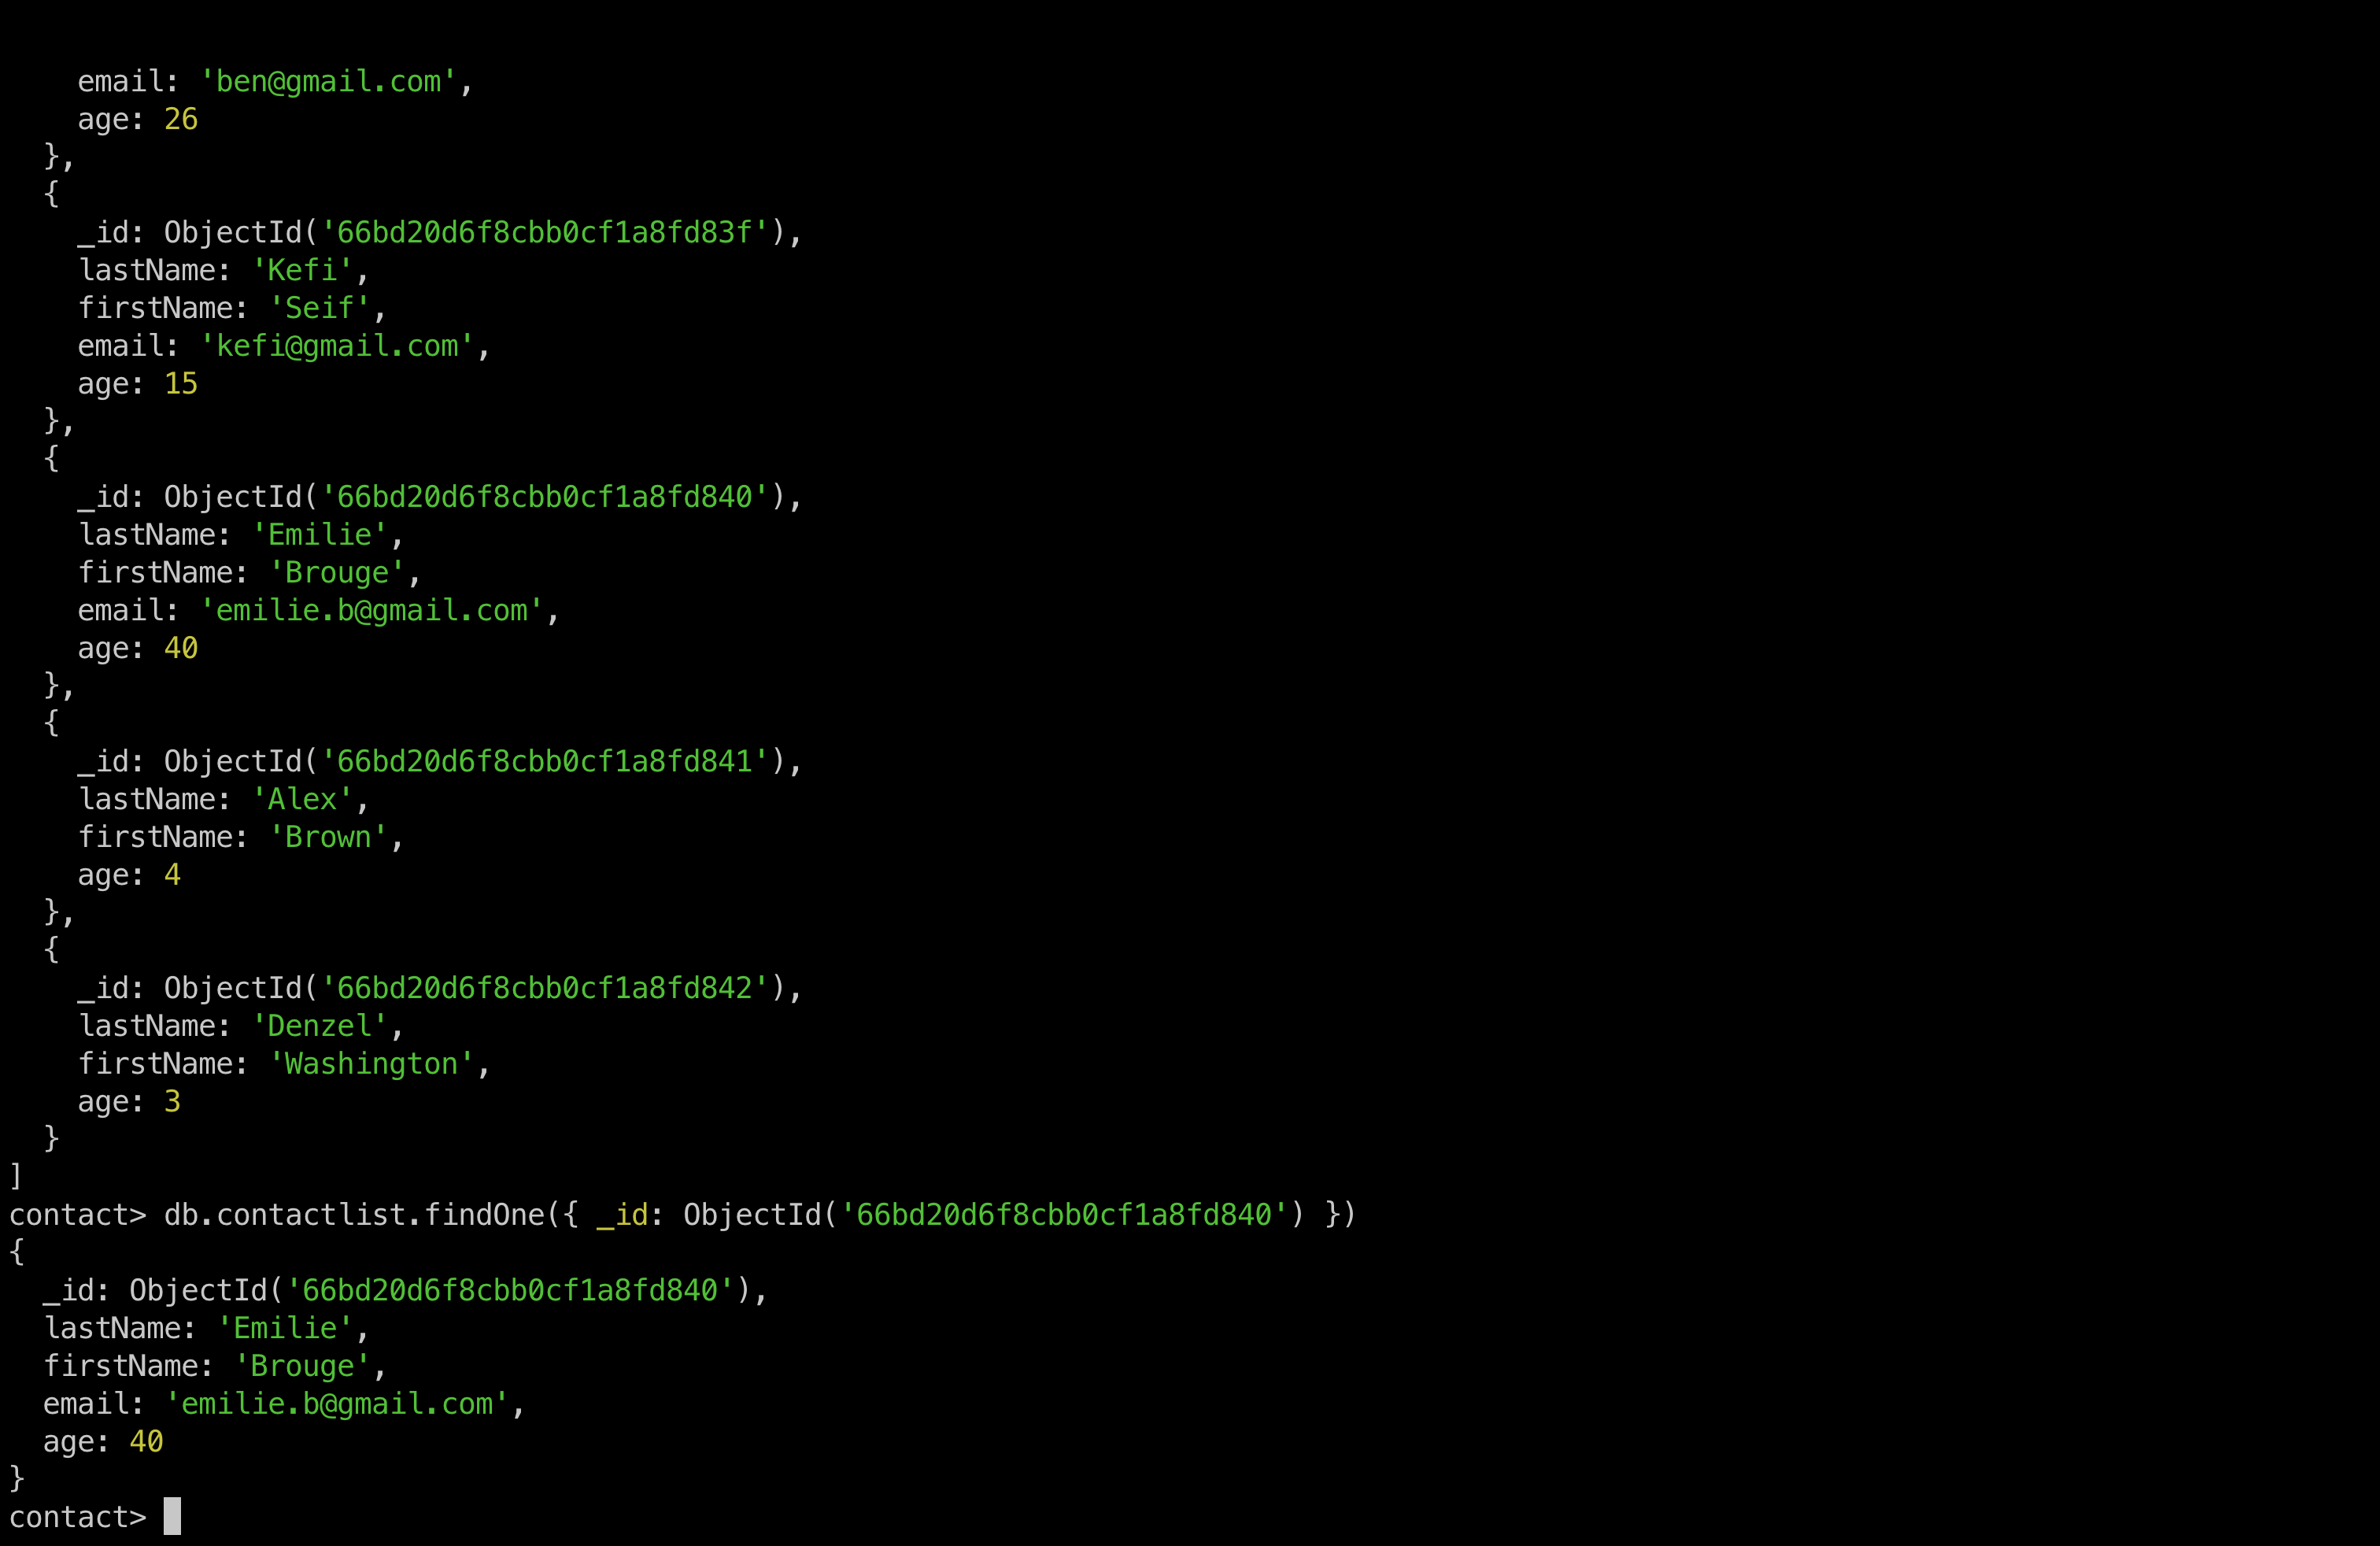 email: 'ben@gmail.com',
    age: 26
  },
  {
    _id: ObjectId('66bd20d6f8cbb0cf1a8fd83f'),
    lastName: 'Kefi',
    firstName: 'Seif',
    email: 'kefi@gmail.com',
    age: 15
  },
  {
    _id: ObjectId('66bd20d6f8cbb0cf1a8fd840'),
    lastName: 'Emilie',
    firstName: 'Brouge',
    email: 'emilie.b@gmail.com',
    age: 40
  },
  {
    _id: ObjectId('66bd20d6f8cbb0cf1a8fd841'),
    lastName: 'Alex',
    firstName: 'Brown',
    age: 4
  },
  {
    _id: ObjectId('66bd20d6f8cbb0cf1a8fd842'),
    lastName: 'Denzel',
    firstName: 'Washington',
    age: 3
  }
]
contact> db.contactlist.findOne({ _id: ObjectId('66bd20d6f8cbb0cf1a8fd840') })
{
  _id: ObjectId('66bd20d6f8cbb0cf1a8fd840'),
  lastName: 'Emilie',
  firstName: 'Brouge',
  email: 'emilie.b@gmail.com',
  age: 40
}
contact>